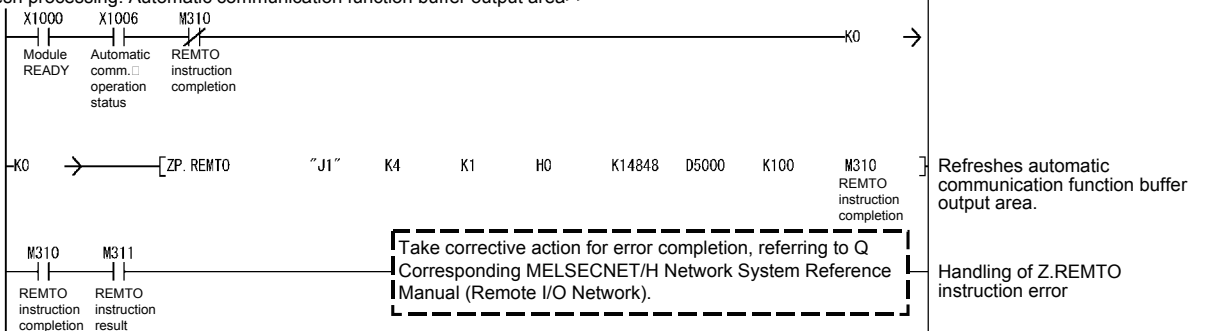 processing: Automatic communication function buffer output area
X1000 X1006 M310
K0
Module READY
Automatic comm.□ operation status
REMTO instruction completion
K0 [ZP.REMTO "J1" K4 K1 H0 K14848 D5000 K100 M310 ]
REMTO instruction completion
Refreshes automatic
communication function buffer
output area.
M310 M311
REMTO instruction completion
REMTO instruction result
Take corrective action for error completion, referring to Q
Corresponding MELSECNET/H Network System Reference
Manual (Remote I/O Network).
Handling of Z.REMTO
instruction error